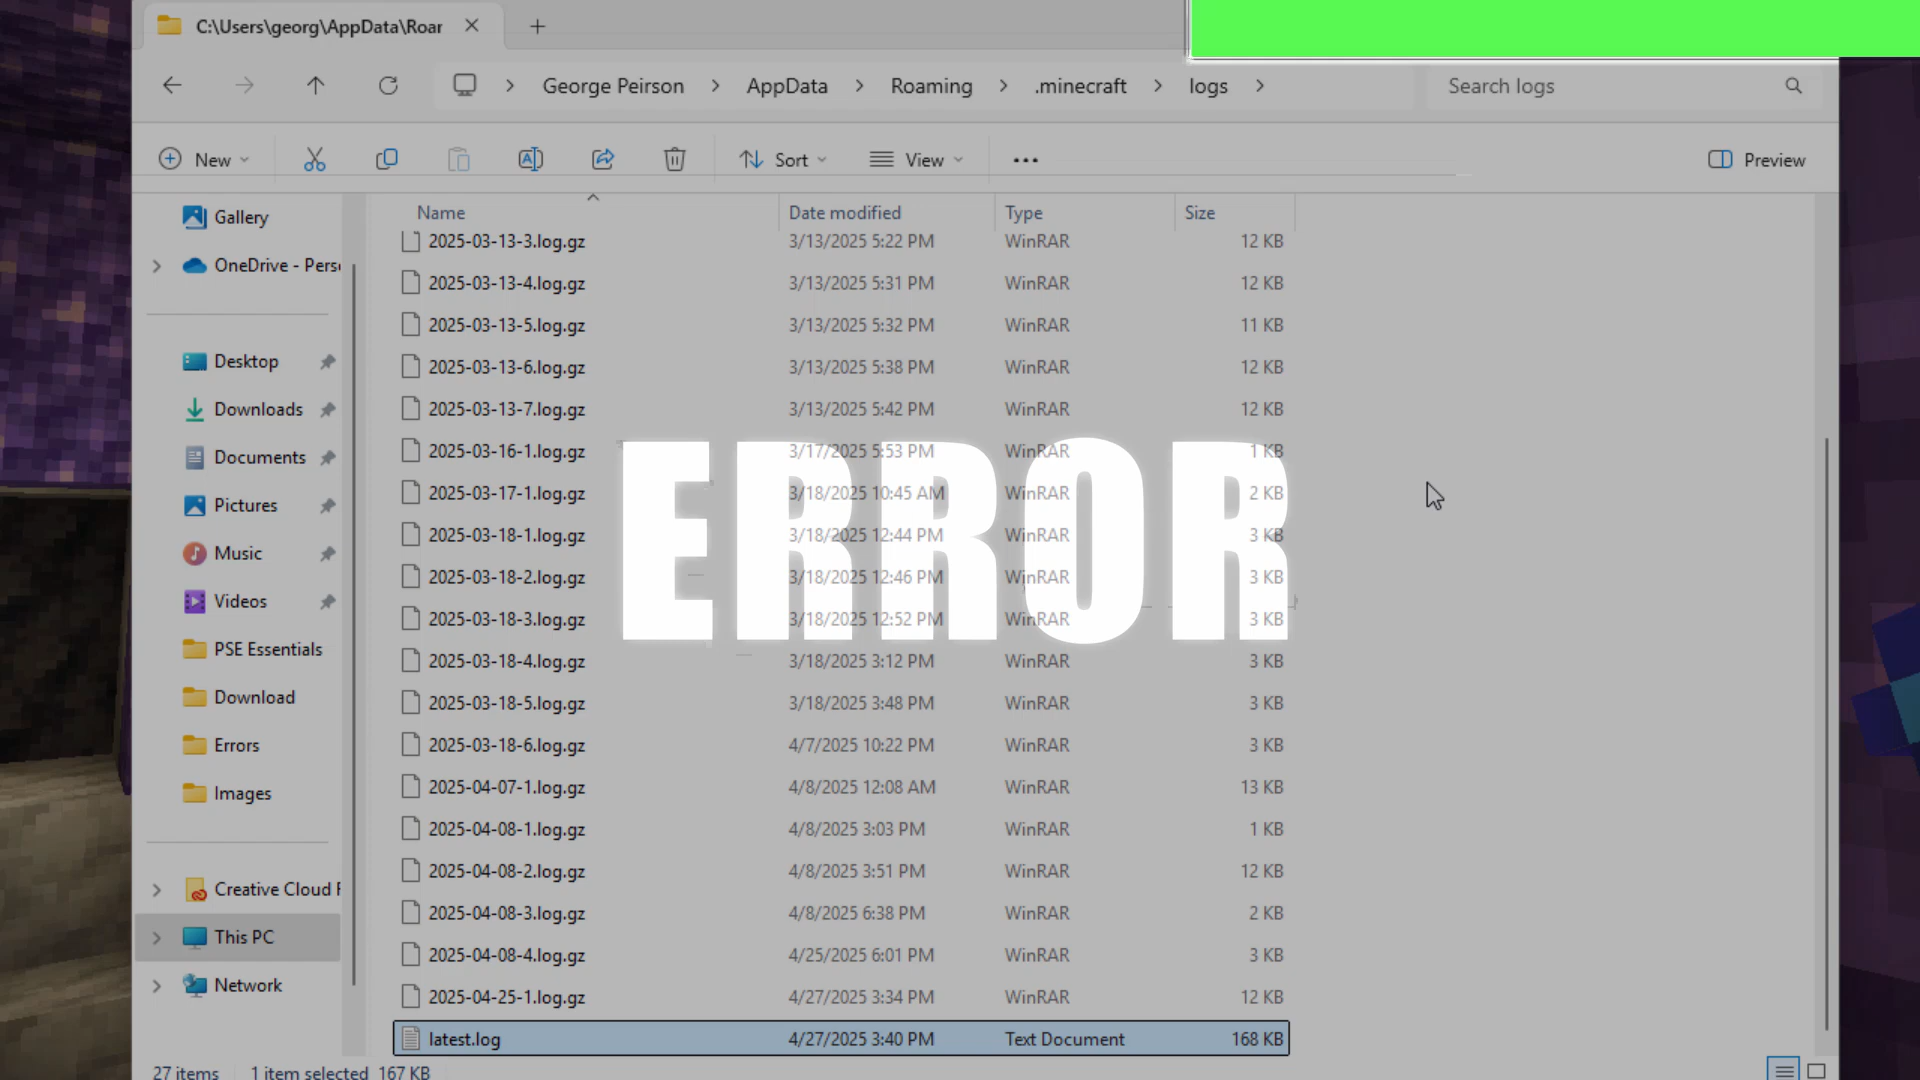 C:\Users\georg\AppData\Roar
George Peirson > AppData > Roaming > .minecraft > logs >
Search logs
New
Sort
View
Preview
Name Date modified Type Size
Gallery
OneDrive - Pers
Desktop
Downloads
Documents
Pictures
Music
Videos
PSE Essentials
Download
Errors
Images
Creative Cloud F
This PC
Network
2025-03-13-3.log.gz 3/13/2025 5:22 PM WinRAR 12 KB
2025-03-13-4.log.gz 3/13/2025 5:31 PM WinRAR 12 KB
2025-03-13-5.log.gz 3/13/2025 5:32 PM WinRAR 11 KB
2025-03-13-6.log.gz 3/13/2025 5:38 PM WinRAR 12 KB
2025-03-13-7.log.gz 3/13/2025 5:42 PM WinRAR 12 KB
2025-03-16-1.log.gz 3/17/2025 5:53 PM WinRAR 1 KB
2025-03-17-1.log.gz 3/18/2025 10:45 AM WinRAR 2 KB
2025-03-18-1.log.gz 3/18/2025 12:44 PM WinRAR 3 KB
2025-03-18-2.log.gz 3/18/2025 12:46 PM WinRAR 3 KB
2025-03-18-3.log.gz 3/18/2025 12:52 PM WinRAR 3 KB
2025-03-18-4.log.gz 3/18/2025 3:12 PM WinRAR 3 KB
2025-03-18-5.log.gz 3/18/2025 3:48 PM WinRAR 3 KB
2025-03-18-6.log.gz 4/7/2025 10:22 PM WinRAR 3 KB
2025-04-07-1.log.gz 4/8/2025 12:08 AM WinRAR 13 KB
2025-04-08-1.log.gz 4/8/2025 3:03 PM WinRAR 1 KB
2025-04-08-2.log.gz 4/8/2025 3:51 PM WinRAR 12 KB
2025-04-08-3.log.gz 4/8/2025 6:38 PM WinRAR 2 KB
2025-04-08-4.log.gz 4/25/2025 6:01 PM WinRAR 3 KB
2025-04-25-1.log.gz 4/27/2025 3:34 PM WinRAR 12 KB
latest.log 4/27/2025 3:40 PM Text Document 168 KB
ERROR
27 items 1 item selected 167 KB